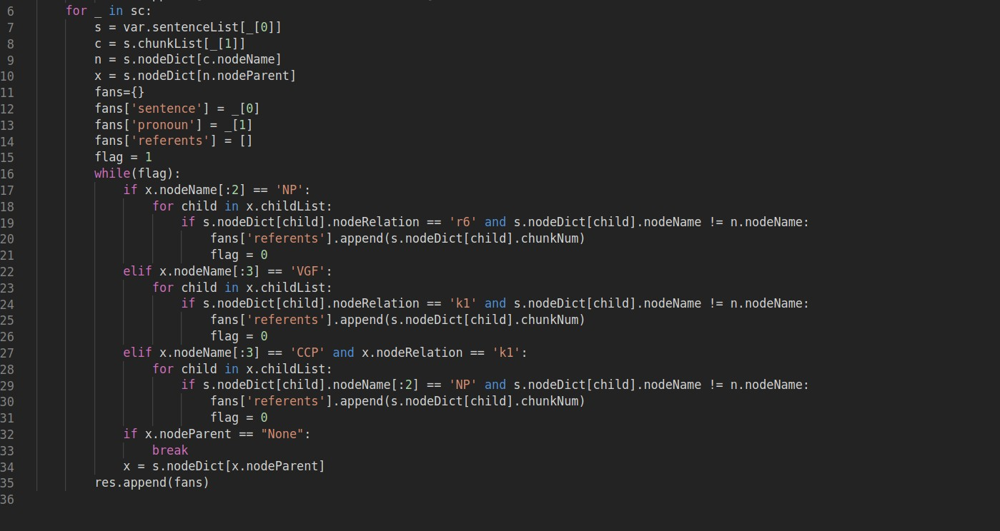 6 for _ in sc:
7 s = var.sentenceList[_[0]]
8 c = s.chunkList[_[1]]
9 n = s.nodeDict[c.nodeName]
10 x = s.nodeDict[n.nodeParent]
11 fans={}
12 fans['sentence'] = _[0]
13 fans['pronoun'] = _[1]
14 fans['referents'] = []
15 flag = 1
16 while(flag):
17 if x.nodeName[:2] == 'NP':
18 for child in x.childList:
19 if s.nodeDict[child].nodeRelation == 'r6' and s.nodeDict[child].nodeName != n.nodeName:
20 fans['referents'].append(s.nodeDict[child].chunkNum)
21 flag = 0
22 elif x.nodeName[:3] == 'VGF':
23 for child in x.childList:
24 if s.nodeDict[child].nodeRelation == 'k1' and s.nodeDict[child].nodeName != n.nodeName:
25 fans['referents'].append(s.nodeDict[child].chunkNum)
26 flag = 0
27 elif x.nodeName[:3] == 'CCP' and x.nodeRelation == 'k1':
28 for child in x.childList:
29 if s.nodeDict[child].nodeName[:2] == 'NP' and s.nodeDict[child].nodeName != n.nodeName:
30 fans['referents'].append(s.nodeDict[child].chunkNum)
31 flag = 0
32 if x.nodeParent == "None":
33 break
34 x = s.nodeDict[x.nodeParent]
35 res.append(fans)
36